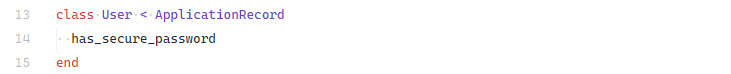 13 class User < ApplicationRecord
14   has_secure_password
15 end